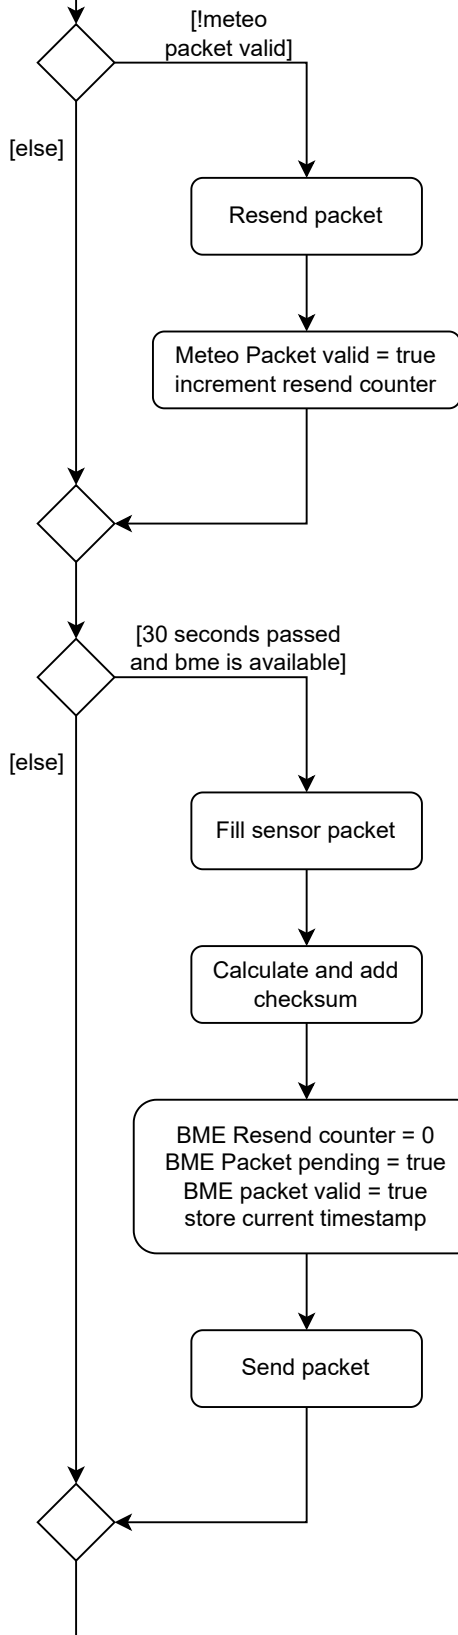 [!meteo
packet valid]
[else]
Resend packet
Meteo Packet valid = true
increment resend counter
[30 seconds passed
and bme is available]
[else]
Fill sensor packet
Calculate and add
checksum
BME Resend counter = 0
BME Packet pending = true
BME packet valid = true
store current timestamp
Send packet